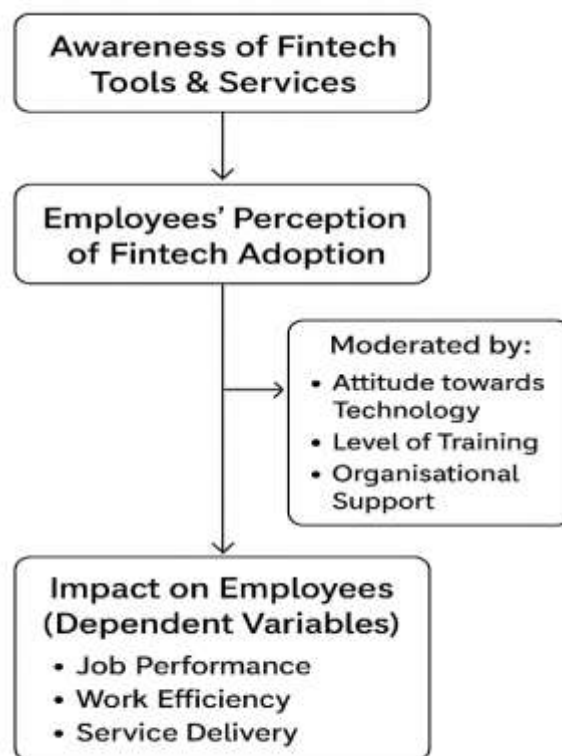 Awareness of Fintech
Tools & Services
Employees’ Perception
of Fintech Adoption
Moderated by:
• Attitude towards
Technology
• Level of Training
• Organisational
Support
Impact on Employees
(Dependent Variables)
• Job Performance
• Work Efficiency
• Service Delivery